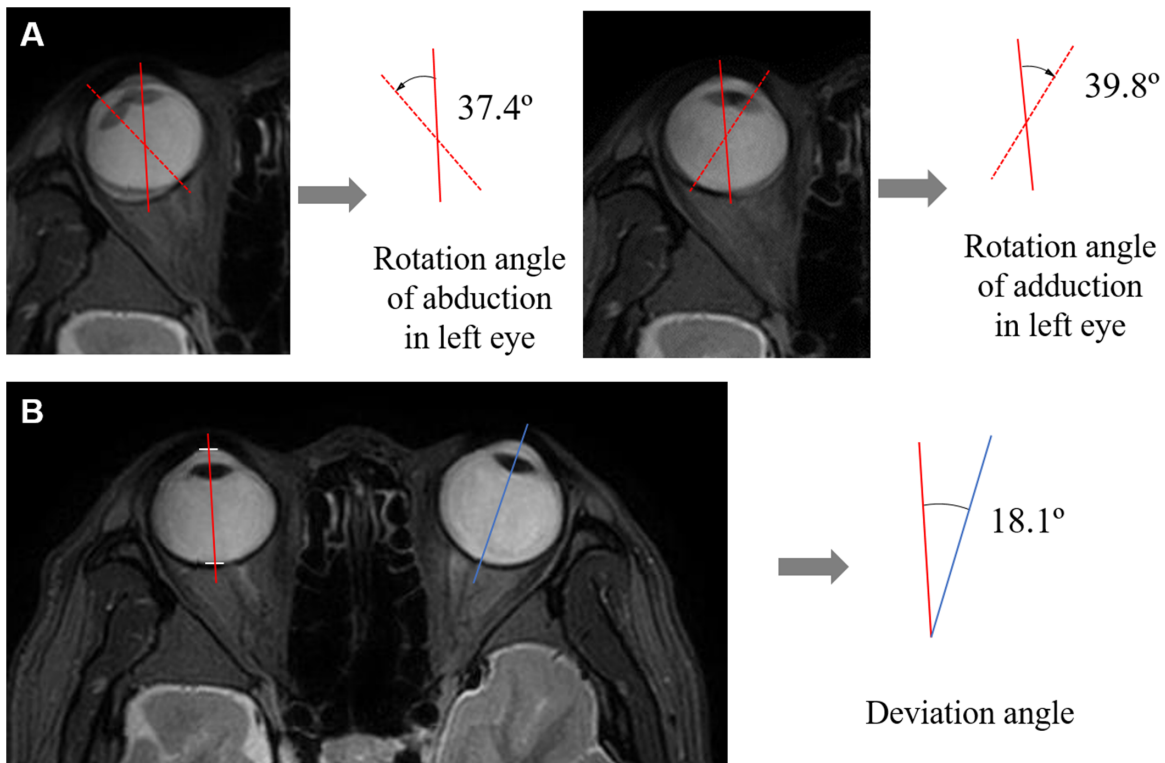 A
37.4º
39.8º
Rotation angle
of abduction
in left eye
Rotation angle
of adduction
in left eye
B
18.1º
Deviation angle